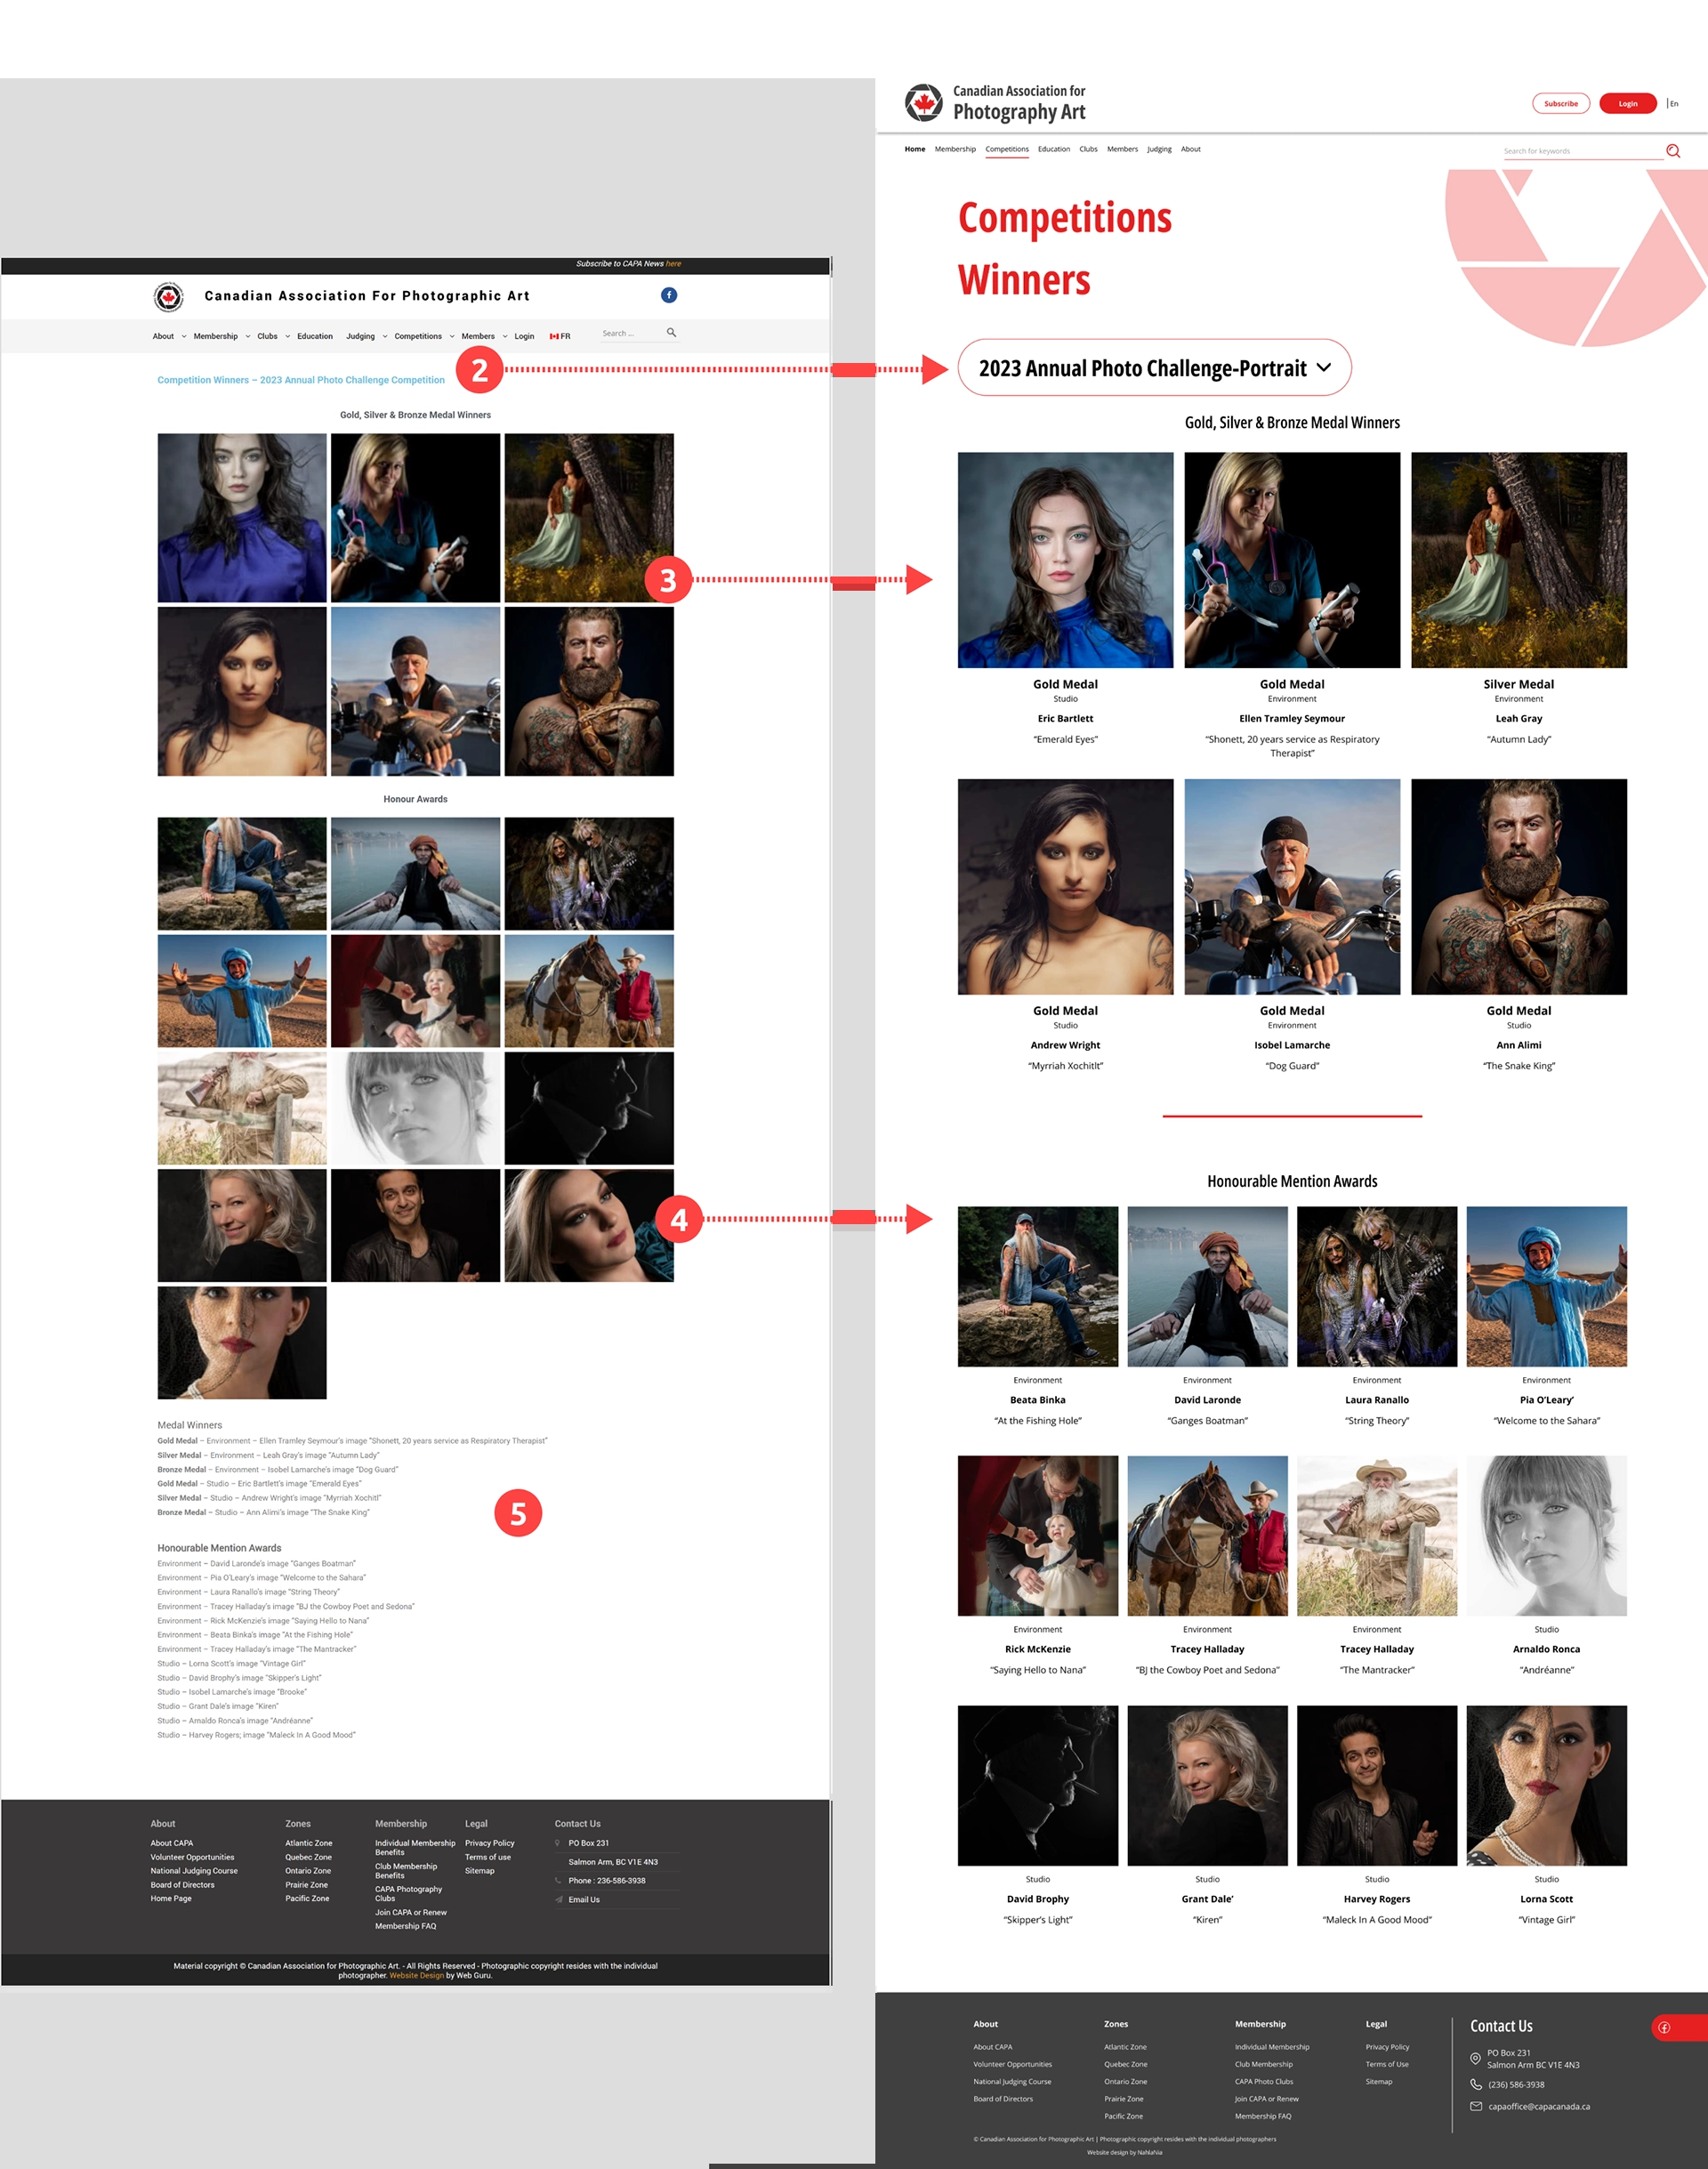 Subscribe to CAPA News here
Canadian Association For Photographic Art
About Membership Clubs Education Judging Competitions Members Login FR Search ...
2
Competition Winners – 2023 Annual Photo Challenge Competition
Gold, Silver & Bronze Medal Winners
3
Honour Awards
4
Medal Winners
Gold Medal – Environment – Ellen Tramley Seymour's image "Shonett, 20 years service as Respiratory Therapist"
Silver Medal – Environment – Leah Gray's image "Autumn Lady"
Bronze Medal – Environment – Isobel Lamarche's image "Dog Guard"
Gold Medal – Studio – Eric Bartlett's image "Emerald Eyes"
Silver Medal – Studio – Andrew Wright's image "Myrriah Xochitl"
Bronze Medal – Studio – Ann Alimi's image "The Snake King"
5
Honourable Mention Awards
Environment – David Laronde's image "Ganges Boatman"
Environment – Pia O'Leary's image "Welcome to the Sahara"
Environment – Laura Ranallo's image "String Theory"
Environment – Tracey Halladay's image "BJ the Cowboy Poet and Sedona"
Environment – Rick McKenzie's image "Saying Hello to Nana"
Environment – Beata Binka's image "At the Fishing Hole"
Environment – Tracey Halladay's image "The Mantracker"
Studio – Lorna Scott's image "Vintage Girl"
Studio – David Brophy's image "Skipper's Light"
Studio – Isobel Lamarche's image "Brooke"
Studio – Grant Dale's image "Kiren"
Studio – Arnaldo Ronca's image "Andréanne"
Studio – Harvey Rogers; image "Maleck In A Good Mood"
About
About CAPA
Volunteer Opportunities
National Judging Course
Board of Directors
Home Page
Zones
Atlantic Zone
Quebec Zone
Ontario Zone
Prairie Zone
Pacific Zone
Membership
Individual Membership
Benefits
Club Membership
Benefits
CAPA Photography
Clubs
Join CAPA or Renew
Membership FAQ
Legal
Privacy Policy
Terms of use
Sitemap
Contact Us
PO Box 231
Salmon Arm, BC V1E 4N3
Phone : 236-586-3938
Email Us
Material copyright © Canadian Association for Photographic Art. - All Rights Reserved - Photographic copyright resides with the individual
photographer. Website Design by Web Guru.
Canadian Association for
Photography Art
Subscribe Login | En
Home Membership Competitions Education Clubs Members Judging About
Search for keywords
Competitions
Winners
2023 Annual Photo Challenge-Portrait
Gold, Silver & Bronze Medal Winners
Gold Medal
Studio
Eric Bartlett
"Emerald Eyes"
Gold Medal
Environment
Ellen Tramley Seymour
"Shonett, 20 years service as Respiratory
Therapist"
Silver Medal
Environment
Leah Gray
"Autumn Lady"
Gold Medal
Studio
Andrew Wright
"Myrriah Xochitlt"
Gold Medal
Environment
Isobel Lamarche
"Dog Guard"
Gold Medal
Studio
Ann Alimi
"The Snake King"
Honourable Mention Awards
Environment
Beata Binka
"At the Fishing Hole"
Environment
David Laronde
"Ganges Boatman"
Environment
Laura Ranallo
"String Theory"
Environment
Pia O'Leary'
"Welcome to the Sahara"
Environment
Rick McKenzie
"Saying Hello to Nana"
Environment
Tracey Halladay
"BJ the Cowboy Poet and Sedona"
Environment
Tracey Halladay
"The Mantracker"
Studio
Arnaldo Ronca
"Andréanne"
Studio
David Brophy
"Skipper's Light"
Studio
Grant Dale'
"Kiren"
Studio
Harvey Rogers
"Maleck In A Good Mood"
Studio
Lorna Scott
"Vintage Girl"
About
About CAPA
Volunteer Opportunities
National Judging Course
Board of Directors
Zones
Atlantic Zone
Quebec Zone
Ontario Zone
Prairie Zone
Pacific Zone
Membership
Individual Membership
Club Membership
CAPA Photo Clubs
Join CAPA or Renew
Membership FAQ
Legal
Privacy Policy
Terms of Use
Sitemap
Contact Us
PO Box 231
Salmon Arm BC V1E 4N3
(236) 586-3938
capaoffice@capacanada.ca
© Canadian Association for Photographic Art | Photographic copyright resides with the individual photographers
Website design by NaNaNia